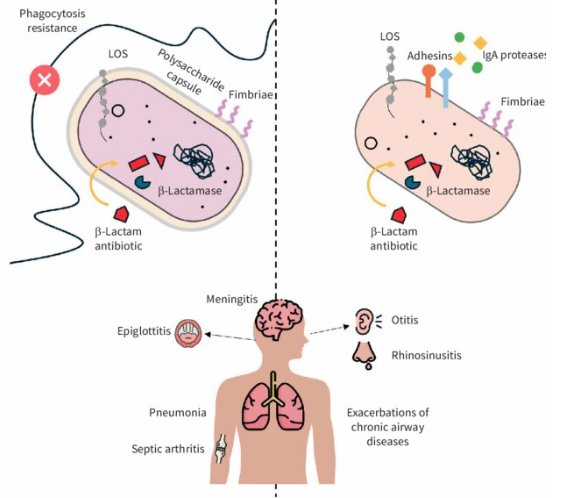 Phagocytosis
resistance
LOS
Polysaccharide
capsule
Fimbriae
β-Lactamase
β-Lactam
antibiotic
LOS
Adhesins
IgA proteases
Fimbriae
β-Lactamase
β-Lactam
antibiotic
Meningitis
Epiglottitis
Otitis
Rhinosinusitis
Pneumonia
Septic arthritis
Exacerbations of
chronic airway
diseases